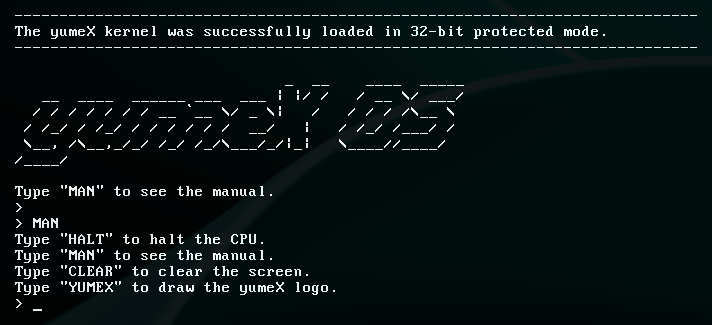 The yumeX kernel was successfully loaded in 32-bit protected mode.
yumeX OS
Type "MAN" to see the manual.
>
> MAN
Type "HALT" to halt the CPU.
Type "MAN" to see the manual.
Type "CLEAR" to clear the screen.
Type "YUMEX" to draw the yumeX logo.
> _